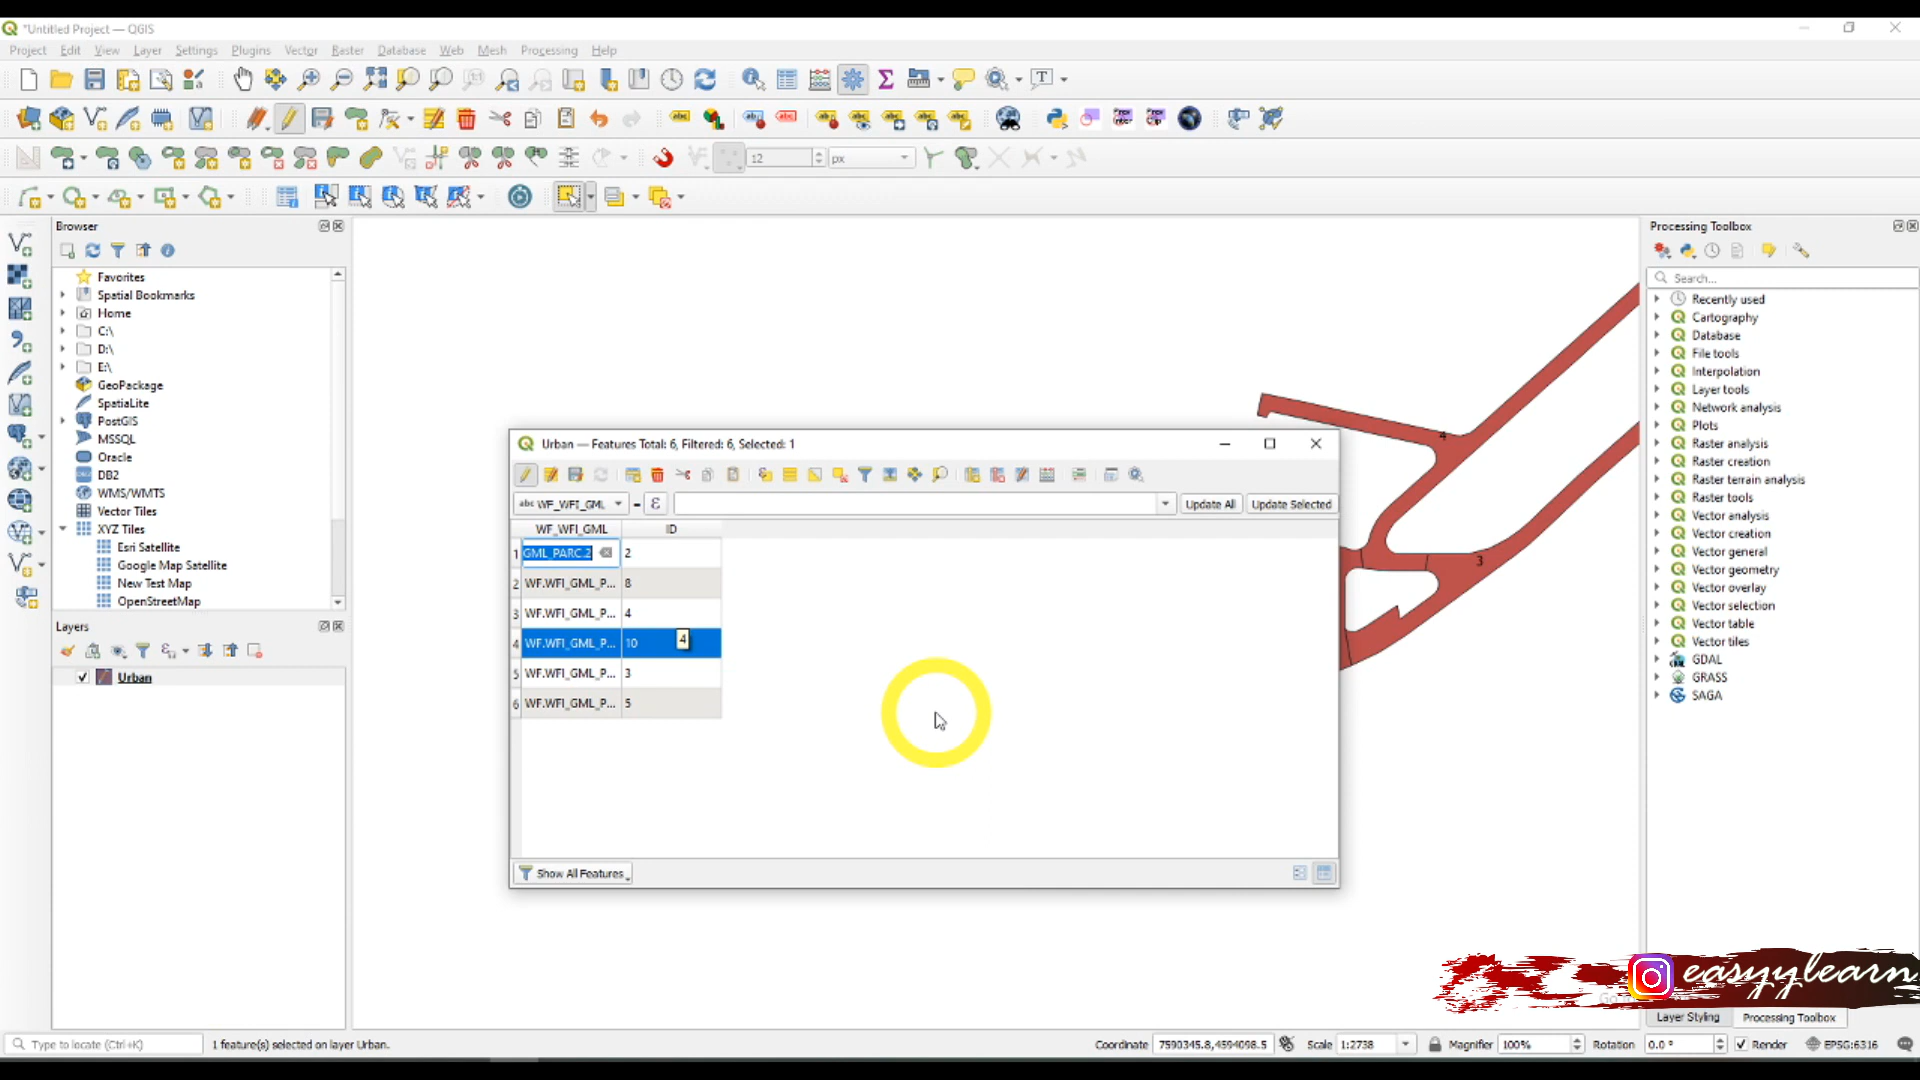 *Untitled Project — QGIS
Project Edit View Layer Settings Plugins Vector Raster Database Web Mesh Processing Help
12 px
Browser
Favorites
Spatial Bookmarks
Home
C:\
D:\
E:\
GeoPackage
SpatiaLite
PostGIS
MSSQL
Oracle
DB2
WMS/WMTS
Vector Tiles
XYZ Tiles
Esri Satellite
Google Map Satellite
New Test Map
OpenStreetMap
Layers
Urban
4
3
Urban — Features Total: 6, Filtered: 6, Selected: 1
abc WF_WFI_GML = ε Update All Update Selected
WF_WFI_GML ID
1 GML_PARC.2 2
2 WF.WFI_GML_P... 8
3 WF.WFI_GML_P... 4
4 WF.WFI_GML_P... 10 4
5 WF.WFI_GML_P... 3
6 WF.WFI_GML_P... 5
Show All Features
Processing Toolbox
Search...
Recently used
Cartography
Database
File tools
Interpolation
Layer tools
Network analysis
Plots
Raster analysis
Raster creation
Raster terrain analysis
Raster tools
Vector analysis
Vector creation
Vector general
Vector geometry
Vector overlay
Vector selection
Vector table
Vector tiles
GDAL
GRASS
SAGA
easyylearn
Layer Styling Processing Toolbox
Type to locate (Ctrl+K) 1 feature(s) selected on layer Urban. Coordinate 7590345.8,4594098.5 Scale 1:2738 Magnifier 100% Rotation 0.0 ° Render EPSG:6316